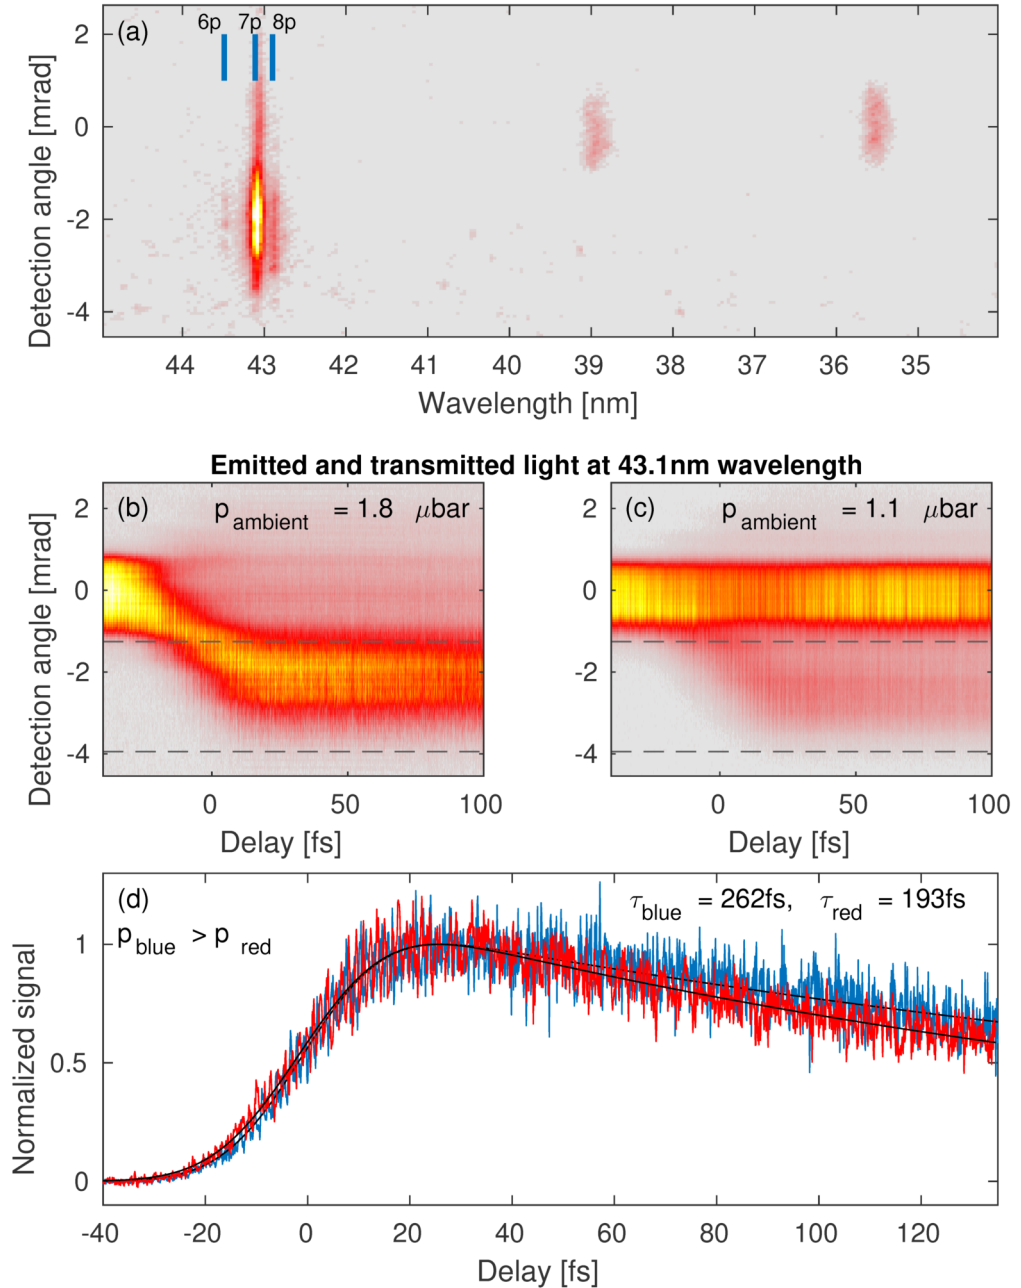 (a)
6p 7p 8p
2
0
-2
-4
Detection angle [mrad]
44 43 42 41 40 39 38 37 36 35
Wavelength [nm]
Emitted and transmitted light at 43.1nm wavelength
(b) p ambient = 1.8 μbar
2
0
-2
-4
Detection angle [mrad]
0 50 100
Delay [fs]
(c) p ambient = 1.1 μbar
2
0
-2
-4
0 50 100
Delay [fs]
(d)
τ blue = 262fs, τ red = 193fs
p blue > p red
1
0.5
0
Normalized signal
-40 -20 0 20 40 60 80 100 120
Delay [fs]